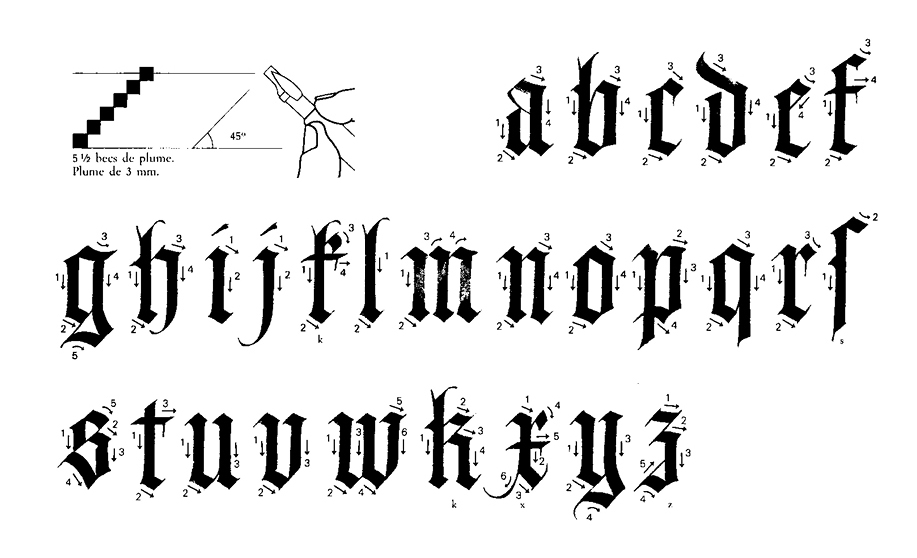 a b c d e f
45°
5 ½ becs de plume.
Plume de 3 mm.
g h i j k l m n o p q r ſ
k s
s t u v w k x y z
k x z